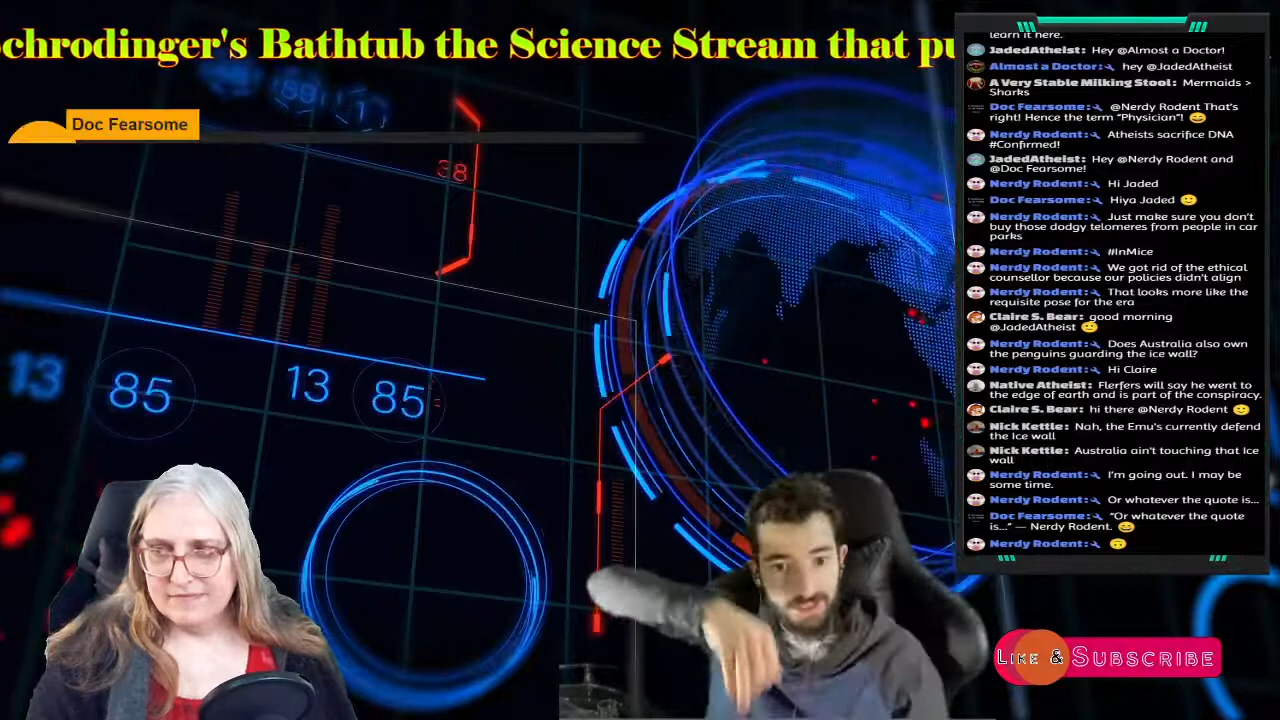 chrodinger's Bathtub the Science Stream that pu
learn it here.
JadedAtheist: Hey @Almost a Doctor!
Almost a Doctor: hey @JadedAtheist
A Very Stable Milking Stool: Mermaids >
Sharks
Doc Fearsome: @Nerdy Rodent That's
right! Hence the term "Physician"! 😄
Nerdy Rodent: Atheists sacrifice DNA
#Confirmed!
JadedAtheist: Hey @Nerdy Rodent and
@Doc Fearsome!
Nerdy Rodent: Hi Jaded
Doc Fearsome: Hiya Jaded 🙂
Nerdy Rodent: Just make sure you don't
buy those dodgy telomeres from people in car
parks
Nerdy Rodent: #InMice
Nerdy Rodent: We got rid of the ethical
counsellor because our policies didn't align
Nerdy Rodent: That looks more like the
requisite pose for the era
Claire S. Bear: good morning
@JadedAtheist 🙂
Nerdy Rodent: Does Australia also own
the penguins guarding the ice wall?
Nerdy Rodent: Hi Claire
Native Atheist: Flerfers will say he went to
the edge of earth and is part of the conspiracy.
Claire S. Bear: hi there @Nerdy Rodent 🙂
Nick Kettle: Nah, the Emu's currently defend
the Ice wall
Nick Kettle: Australia ain't touching that Ice
wall
Nerdy Rodent: I'm going out. I may be
some time.
Nerdy Rodent: Or whatever the quote is...
Doc Fearsome: "Or whatever the quote
is..." — Nerdy Rodent. 😄
Nerdy Rodent: 🙃
Doc Fearsome
38
13 85 13 85
LIKE & SUBSCRIBE